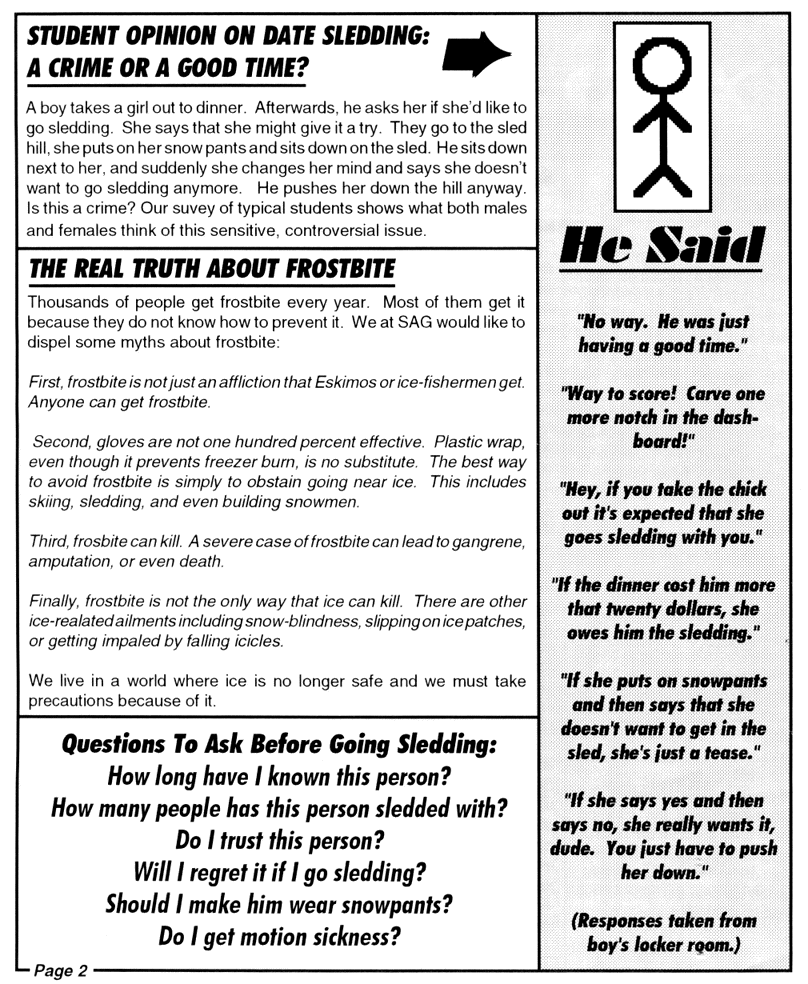 STUDENT OPINION ON DATE SLEDDING:
A CRIME OR A GOOD TIME?
A boy takes a girl out to dinner. Afterwards, he asks her if she'd like to
go sledding. She says that she might give it a try. They go to the sled
hill, she puts on her snow pants and sits down on the sled. He sits down
next to her, and suddenly she changes her mind and says she doesn't
want to go sledding anymore. He pushes her down the hill anyway.
Is this a crime? Our suvey of typical students shows what both males
and females think of this sensitive, controversial issue.
THE REAL TRUTH ABOUT FROSTBITE
Thousands of people get frostbite every year. Most of them get it
because they do not know how to prevent it. We at SAG would like to
dispel some myths about frostbite:
First, frostbite is not just an affliction that Eskimos or ice-fishermen get.
Anyone can get frostbite.
Second, gloves are not one hundred percent effective. Plastic wrap,
even though it prevents freezer burn, is no substitute. The best way
to avoid frostbite is simply to obstain going near ice. This includes
skiing, sledding, and even building snowmen.
Third, frosbite can kill. A severe case of frostbite can lead to gangrene,
amputation, or even death.
Finally, frostbite is not the only way that ice can kill. There are other
ice-realated ailments including snow-blindness, slipping on ice patches,
or getting impaled by falling icicles.
We live in a world where ice is no longer safe and we must take
precautions because of it.
Questions To Ask Before Going Sledding:
How long have I known this person?
How many people has this person sledded with?
Do I trust this person?
Will I regret it if I go sledding?
Should I make him wear snowpants?
Do I get motion sickness?
Page 2
He Said
"No way. He was just
having a good time."
"Way to score! Carve one
more notch in the dash-
board!"
"Hey, if you take the chick
out it's expected that she
goes sledding with you."
"If the dinner cost him more
that twenty dollars, she
owes him the sledding."
"If she puts on snowpants
and then says that she
doesn't want to get in the
sled, she's just a tease."
"If she says yes and then
says no, she really wants it,
dude. You just have to push
her down."
(Responses taken from
boy's locker room.)